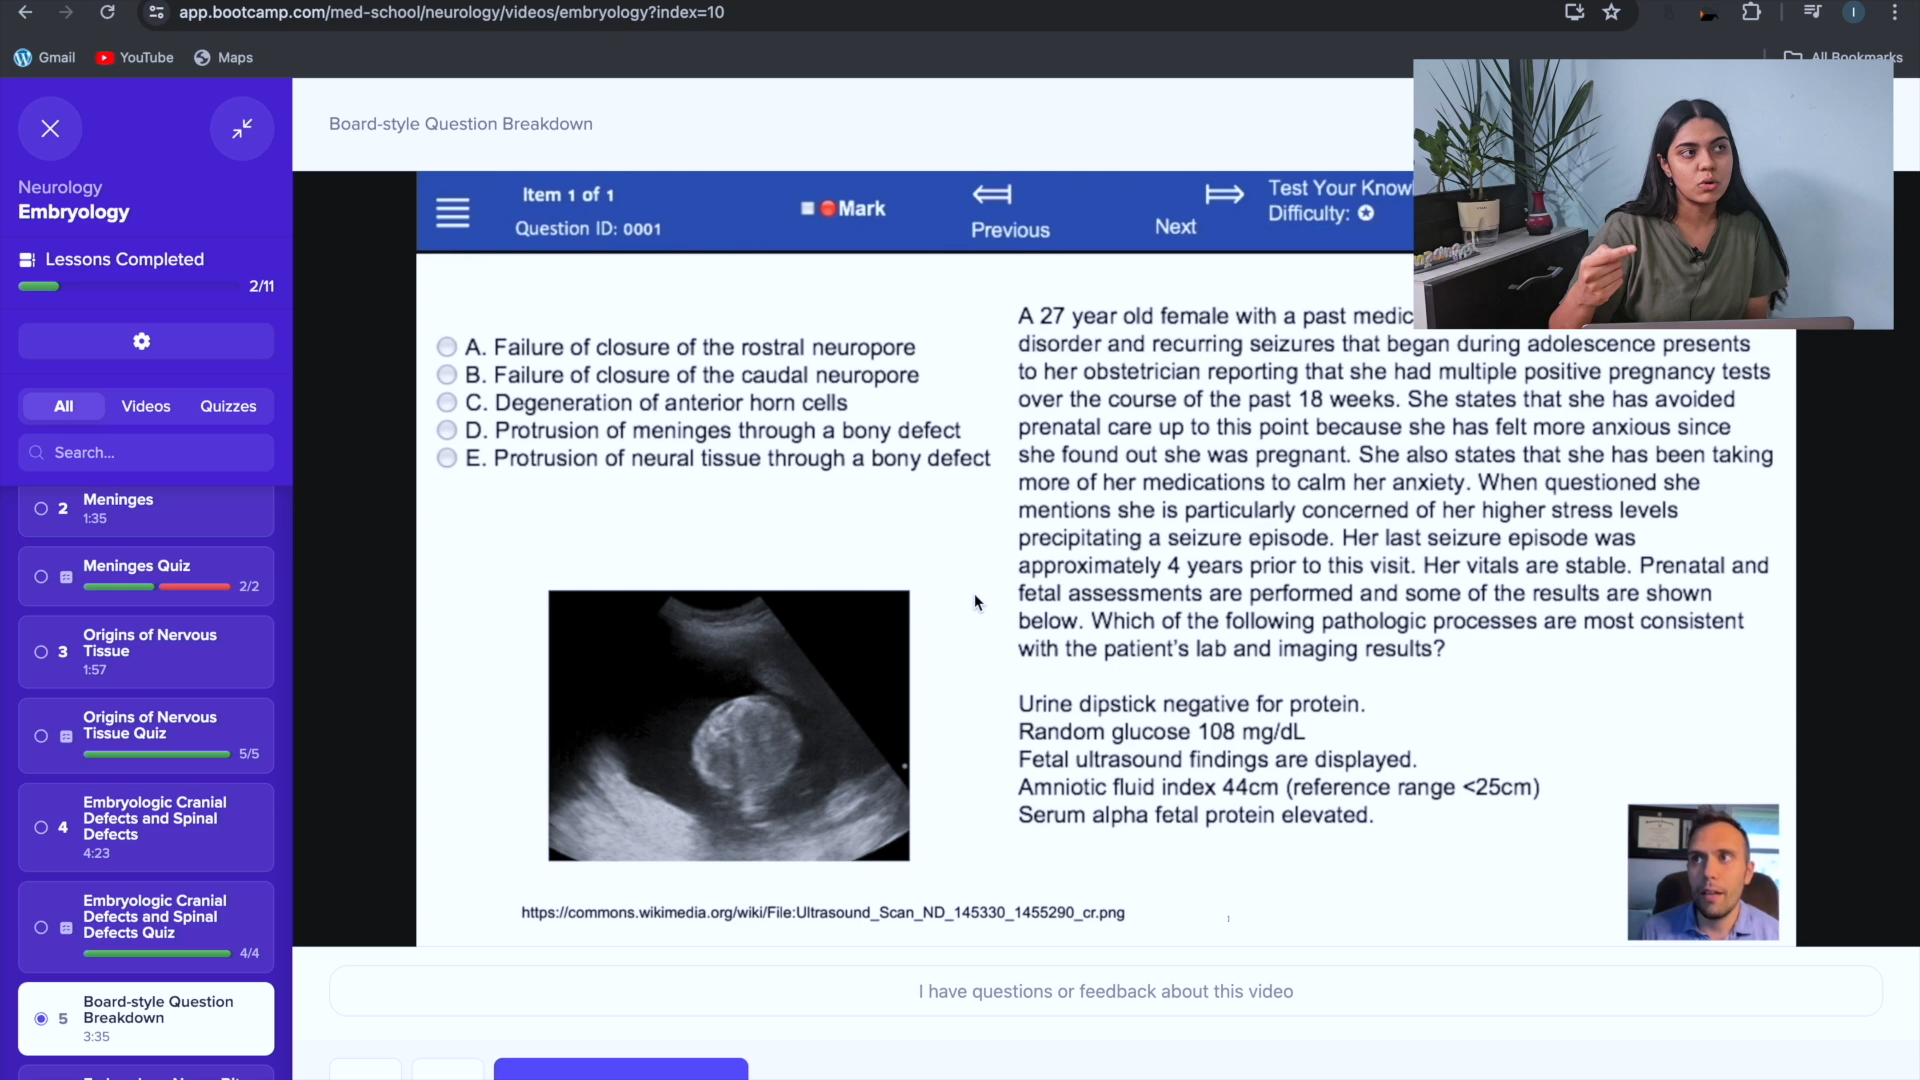 app.bootcamp.com/med-school/neurology/videos/embryology?index=10
Gmail
YouTube
Maps
All Bookmarks
I
Neurology
Embryology
Lessons Completed
2/11
All
Videos
Quizzes
Search...
2
Meninges
1:35
Meninges Quiz
2/2
3
Origins of Nervous
Tissue
1:57
Origins of Nervous
Tissue Quiz
5/5
4
Embryologic Cranial
Defects and Spinal
Defects
4:23
Embryologic Cranial
Defects and Spinal
Defects Quiz
4/4
5
Board-style Question
Breakdown
3:35
Board-style Question Breakdown
Item 1 of 1
Question ID: 0001
Mark
Previous
Next
Test Your Know
Difficulty:
A. Failure of closure of the rostral neuropore
B. Failure of closure of the caudal neuropore
C. Degeneration of anterior horn cells
D. Protrusion of meninges through a bony defect
E. Protrusion of neural tissue through a bony defect
A 27 year old female with a past medic
disorder and recurring seizures that began during adolescence presents
to her obstetrician reporting that she had multiple positive pregnancy tests
over the course of the past 18 weeks. She states that she has avoided
prenatal care up to this point because she has felt more anxious since
she found out she was pregnant. She also states that she has been taking
more of her medications to calm her anxiety. When questioned she
mentions she is particularly concerned of her higher stress levels
precipitating a seizure episode. Her last seizure episode was
approximately 4 years prior to this visit. Her vitals are stable. Prenatal and
fetal assessments are performed and some of the results are shown
below. Which of the following pathologic processes are most consistent
with the patient's lab and imaging results?
Urine dipstick negative for protein.
Random glucose 108 mg/dL
Fetal ultrasound findings are displayed.
Amniotic fluid index 44cm (reference range <25cm)
Serum alpha fetal protein elevated.
https://commons.wikimedia.org/wiki/File:Ultrasound_Scan_ND_145330_1455290_cr.png
1
I have questions or feedback about this video